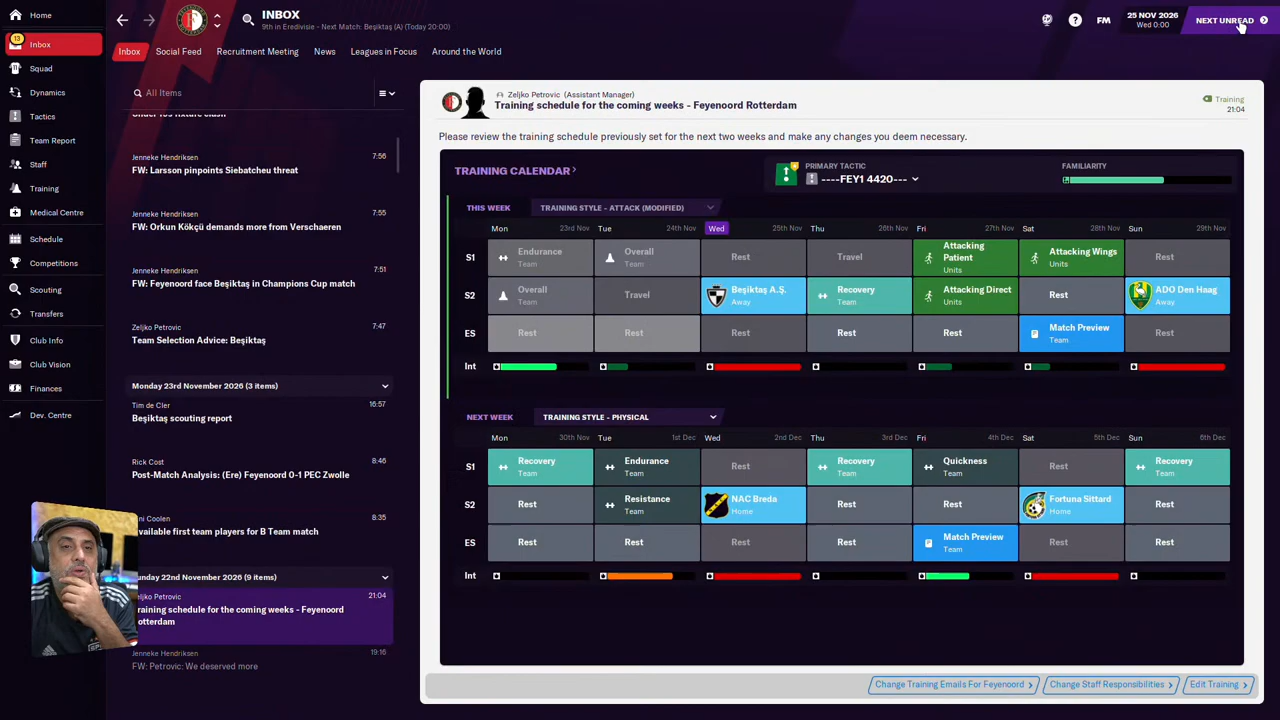 Home
INBOX
9th in Eredivisie - Next Match: Beşiktaş (A) (Today 20:00)
FM
25 NOV 2026
Wed 0:00
NEXT UNREAD
13
Inbox
Squad
Dynamics
Tactics
Team Report
Staff
Training
Medical Centre
Schedule
Competitions
Scouting
Transfers
Club Info
Club Vision
Finances
Dev. Centre
Inbox
Social Feed
Recruitment Meeting
News
Leagues in Focus
Around the World
All Items
Under 18s fixture clash
Jenneke Hendriksen
7:56
FW: Larsson pinpoints Siebatcheu threat
Jenneke Hendriksen
7:55
FW: Orkun Kökçü demands more from Verschaeren
Jenneke Hendriksen
7:51
FW: Feyenoord face Beşiktaş in Champions Cup match
Zeljko Petrovic
7:47
Team Selection Advice: Beşiktaş
Monday 23rd November 2026 (3 items)
Tim de Cler
16:57
Beşiktaş scouting report
Rick Cost
8:46
Post-Match Analysis: (Ere) Feyenoord 0-1 PEC Zwolle
ni Coolen
8:35
vailable first team players for B Team match
unday 22nd November 2026 (9 items)
eljko Petrovic
21:04
raining schedule for the coming weeks - Feyenoord
otterdam
Jenneke Hendriksen
19:16
FW: Petrovic: We deserved more
Zeljko Petrovic (Assistant Manager)
Training schedule for the coming weeks - Feyenoord Rotterdam
Training
21:04
Please review the training schedule previously set for the next two weeks and make any changes you deem necessary.
TRAINING CALENDAR
PRIMARY TACTIC
----FEY1 4420---
FAMILIARITY
THIS WEEK
TRAINING STYLE - ATTACK (MODIFIED)
Mon 23rd Nov
Tue 24th Nov
Wed 25th Nov
Thu 26th Nov
Fri 27th Nov
Sat 28th Nov
Sun 29th Nov
S1
Endurance
Team
Overall
Team
Rest
Travel
Attacking
Patient
Units
Attacking Wings
Units
Rest
S2
Overall
Team
Travel
Beşiktaş A.Ş.
Away
Recovery
Team
Attacking Direct
Units
Rest
ADO Den Haag
Away
ES
Rest
Rest
Rest
Rest
Rest
Match Preview
Team
Rest
Int
NEXT WEEK
TRAINING STYLE - PHYSICAL
Mon 30th Nov
Tue 1st Dec
Wed 2nd Dec
Thu 3rd Dec
Fri 4th Dec
Sat 5th Dec
Sun 6th Dec
S1
Recovery
Team
Endurance
Team
Rest
Recovery
Team
Quickness
Team
Rest
Recovery
Team
S2
Rest
Resistance
Team
NAC Breda
Home
Rest
Rest
Fortuna Sittard
Home
Rest
ES
Rest
Rest
Rest
Rest
Match Preview
Team
Rest
Rest
Int
Change Training Emails For Feyenoord
Change Staff Responsibilities
Edit Training